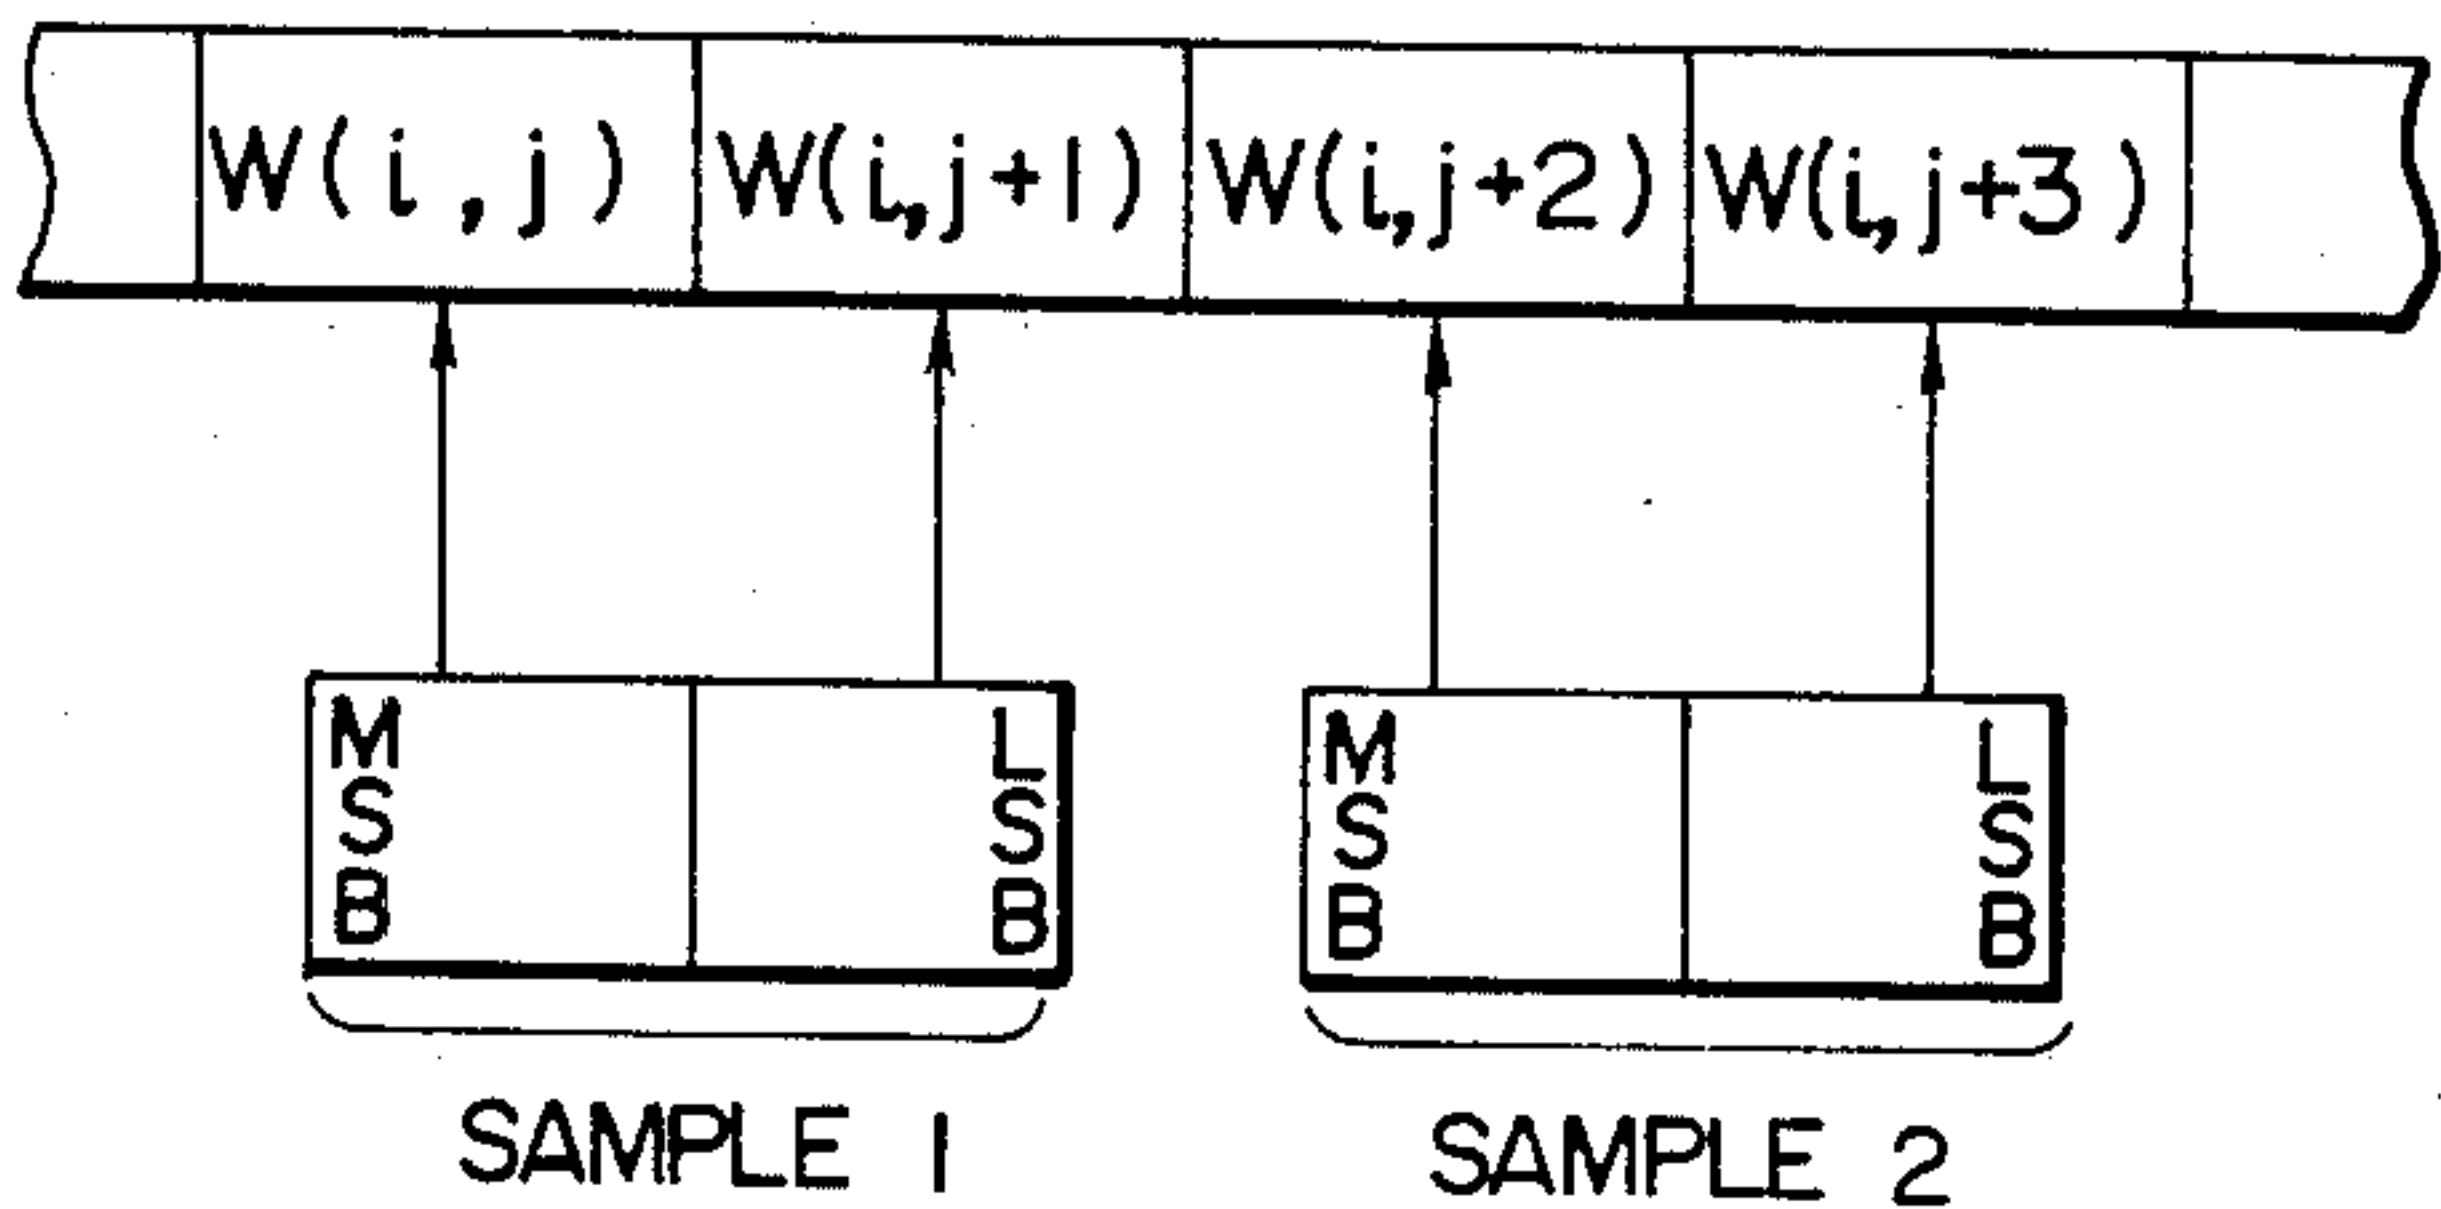 W(i,j) W(i,j+1) W(i,j+2) W(i,j+3)
MSB LSB MSB LSB
SAMPLE 1 SAMPLE 2